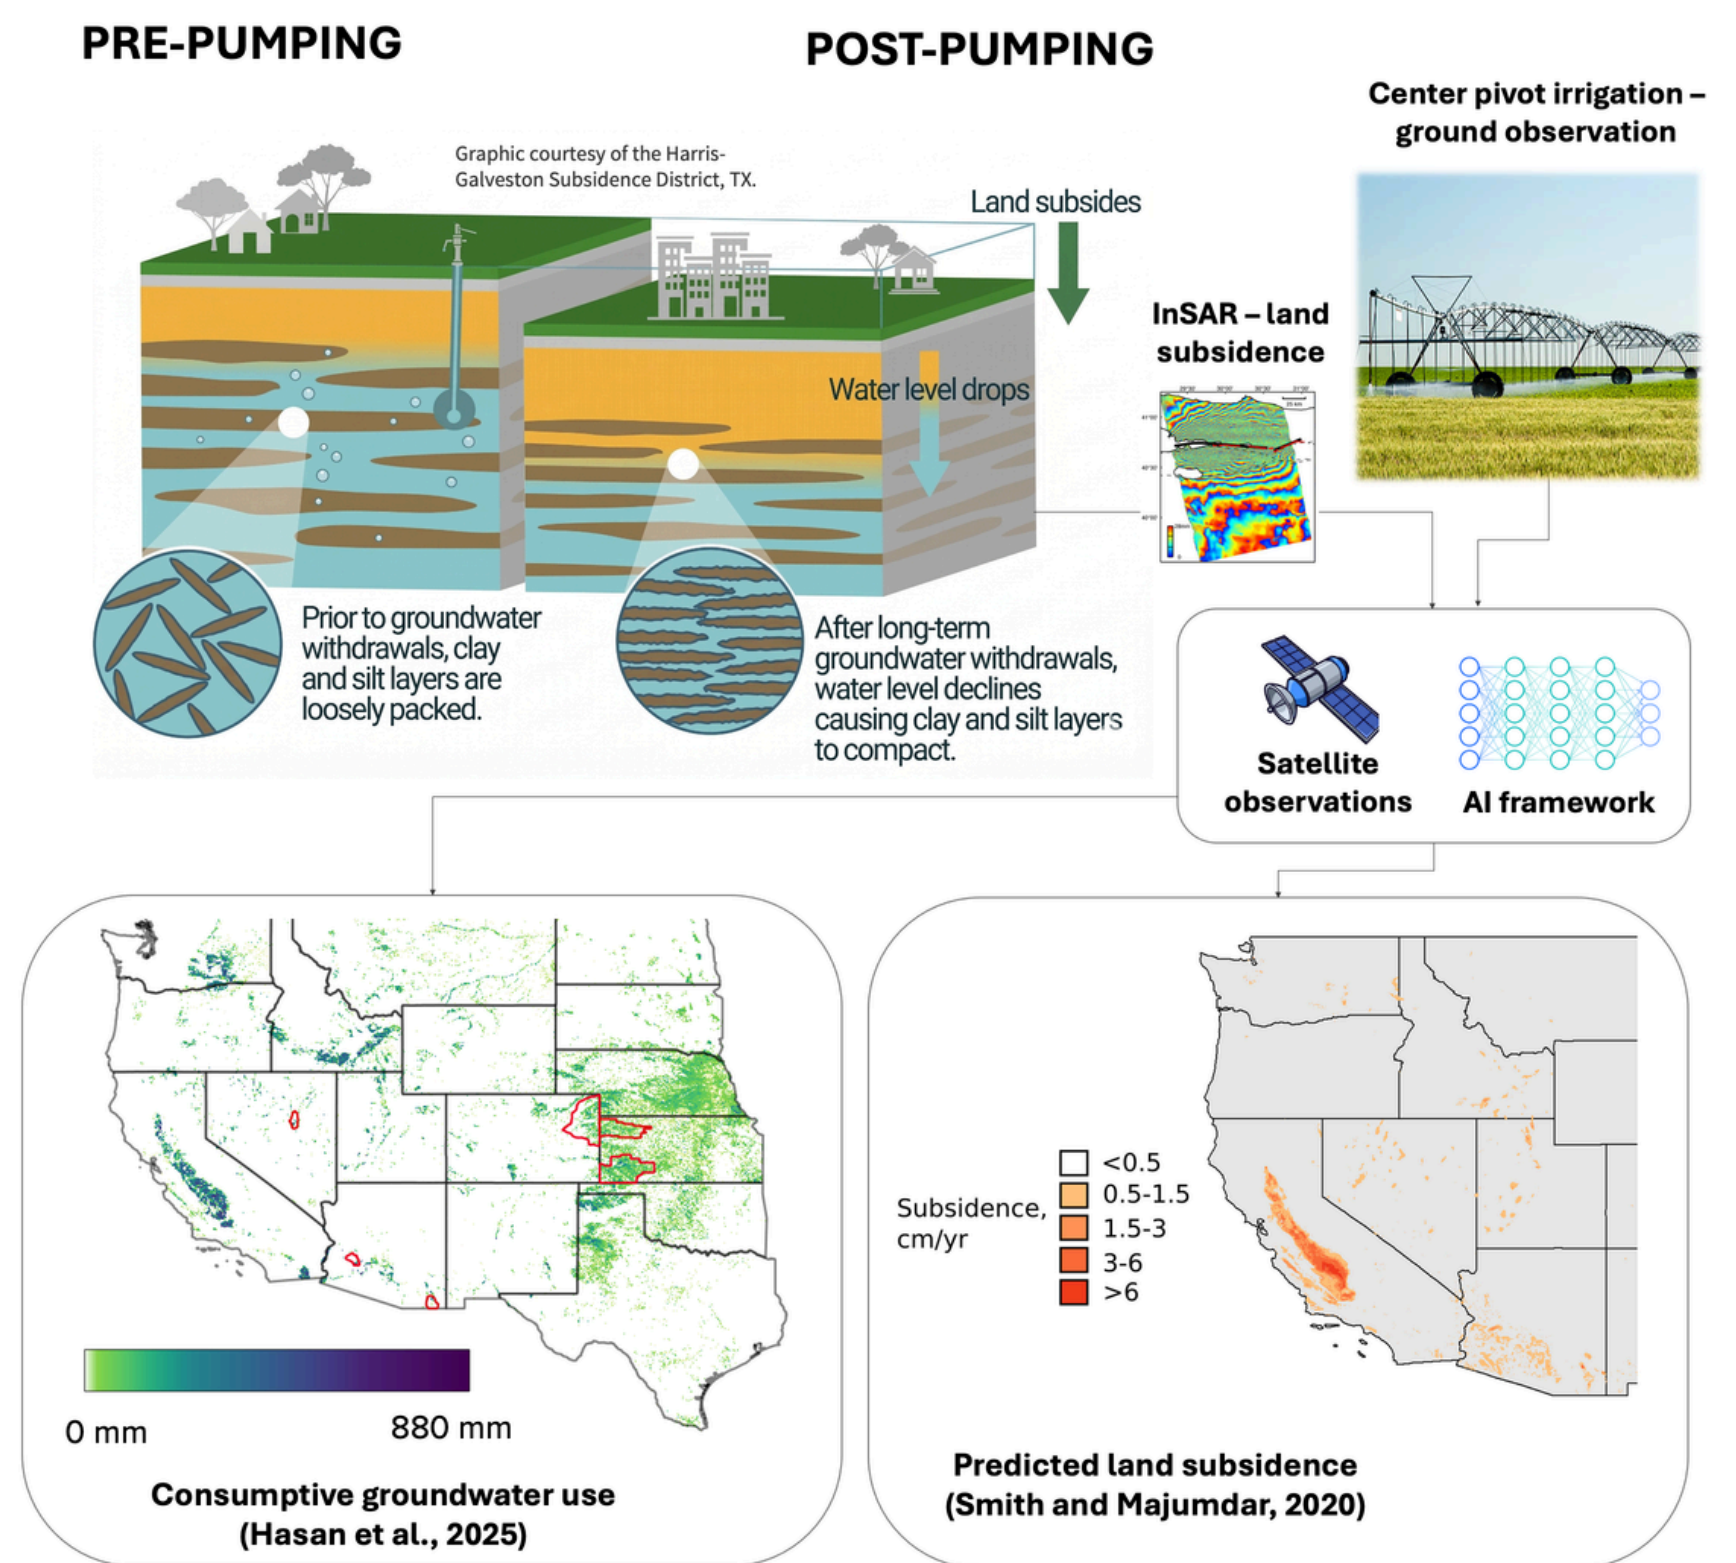 PRE-PUMPING
POST-PUMPING
Center pivot irrigation –
ground observation
Graphic courtesy of the Harris-
Galveston Subsidence District, TX.
Land subsides
InSAR – land
subsidence
Water level drops
Prior to groundwater
withdrawals, clay
and silt layers are
loosely packed.
After long-term
groundwater withdrawals,
water level declines
causing clay and silt layers
to compact.
Satellite
observations
AI framework
0 mm
880 mm
Consumptive groundwater use
(Hasan et al., 2025)
Subsidence,
cm/yr
<0.5
0.5-1.5
1.5-3
3-6
>6
Predicted land subsidence
(Smith and Majumdar, 2020)